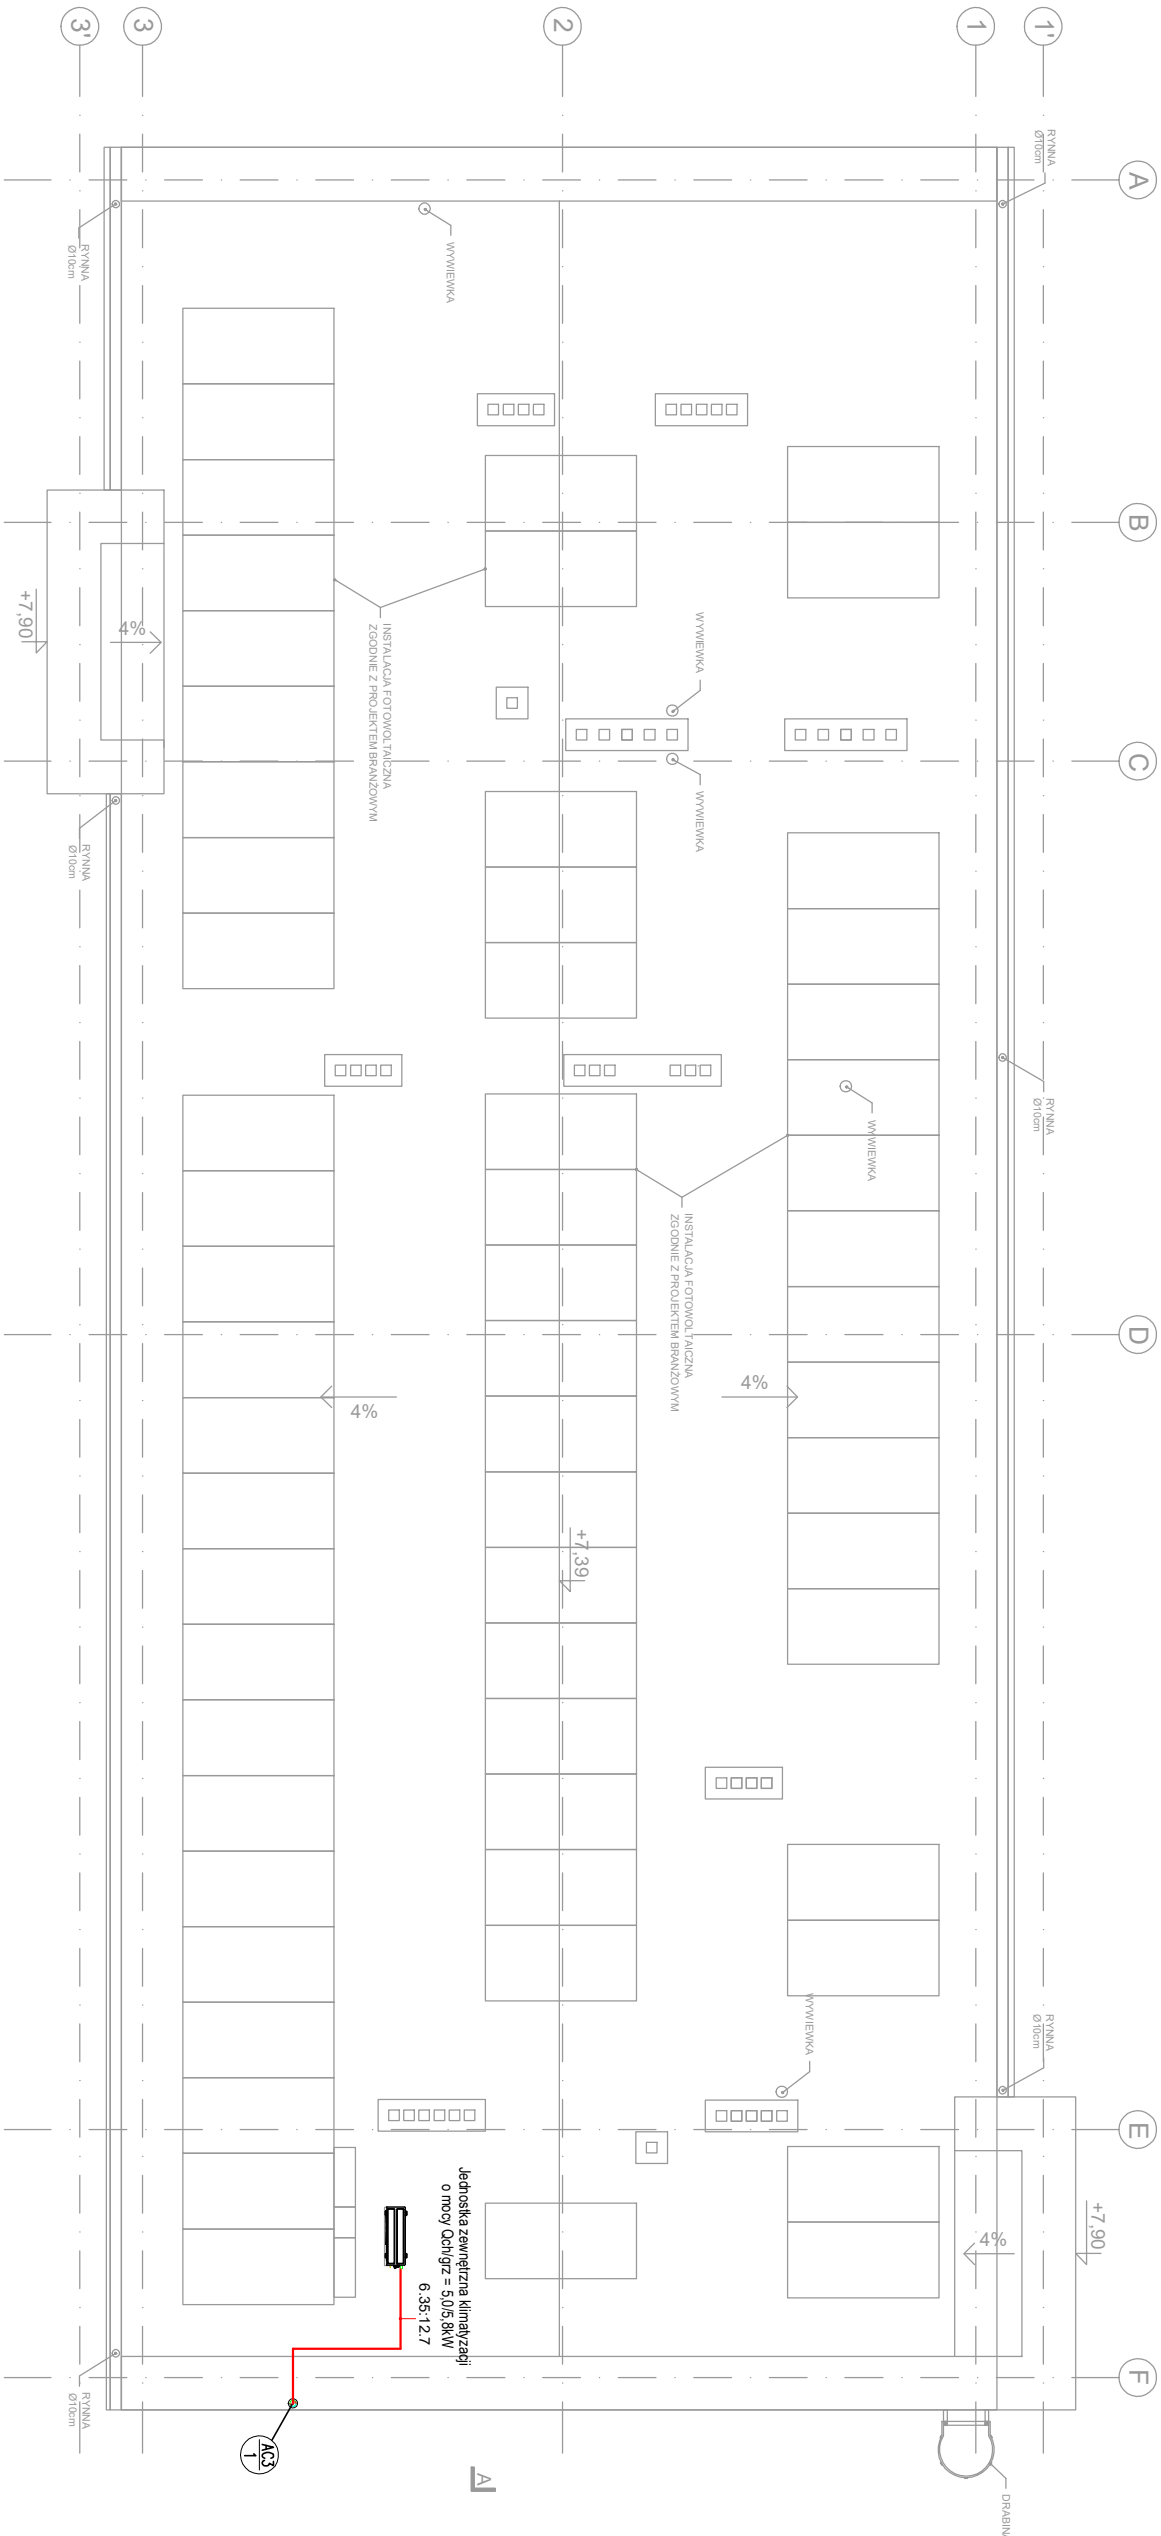 3'
3
2
1
1'
A
RYNNA
Ø10cm
RYNNA
Ø10cm
WYWIEWKA
B
+7,90
4%
INSTALACJA FOTOWOLTAICZNA
ZGODNIE Z PROJEKTEM BRANŻOWYM
WYWIEWKA
C
WYWIEWKA
RYNNA
Ø10cm
RYNNA
Ø10cm
WYWIEWKA
INSTALACJA FOTOWOLTAICZNA
ZGODNIE Z PROJEKTEM BRANŻOWYM
D
4%
4%
+7,39
WYWIEWKA
RYNNA
Ø10cm
E
+7,90
4%
Jednostka zewnętrzna klimatyzacji
o mocy Qch/grz = 5,0/5,8kW
6.35:12.7
F
RYNNA
Ø10cm
AC3
1
A
DRABIN